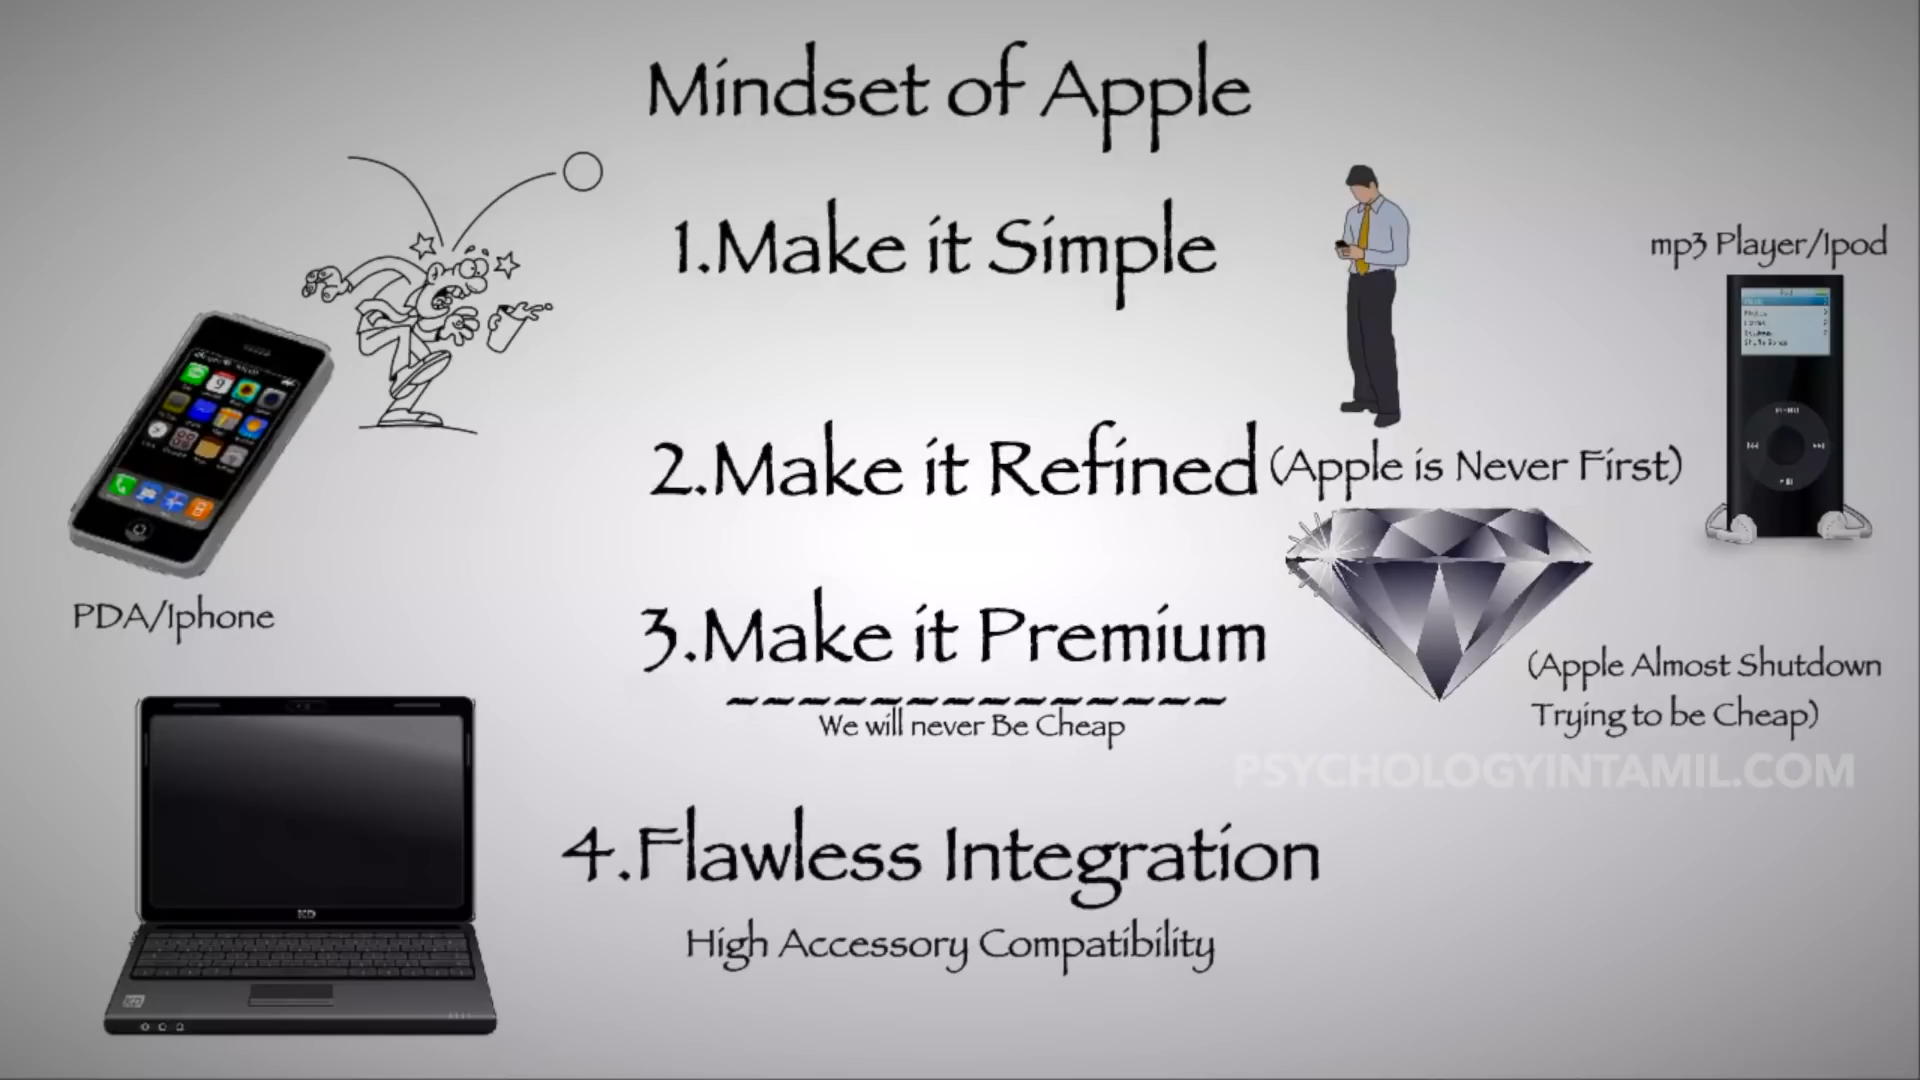 Mindset of Apple
1.Make it Simple
mp3 Player/Ipod
MENU
2.Make it Refined (Apple is Never First)
PDA/Iphone
3.Make it Premium
~~~~~~~~~~~~~~
We will never Be Cheap
(Apple Almost Shutdown
Trying to be Cheap)
PSYCHOLOGYINTAMIL.COM
4.Flawless Integration
High Accessory Compatibility